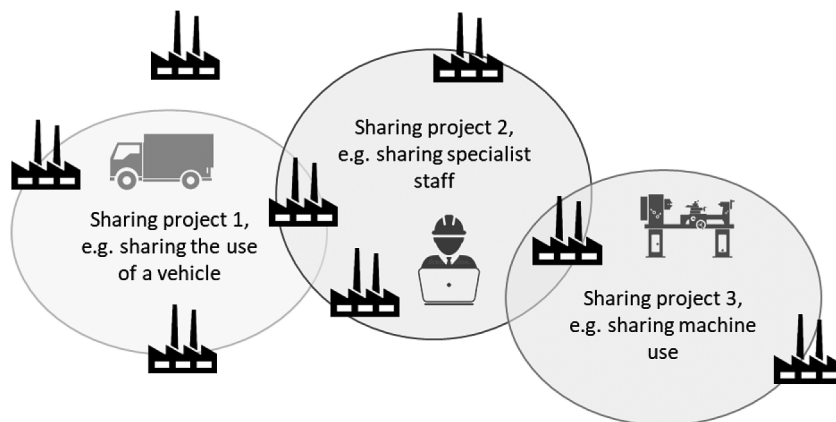 Sharing project 2,
e.g. sharing specialist
staff
Sharing project 1,
e.g. sharing the use
of a vehicle
Sharing project 3,
e.g. sharing machine
use